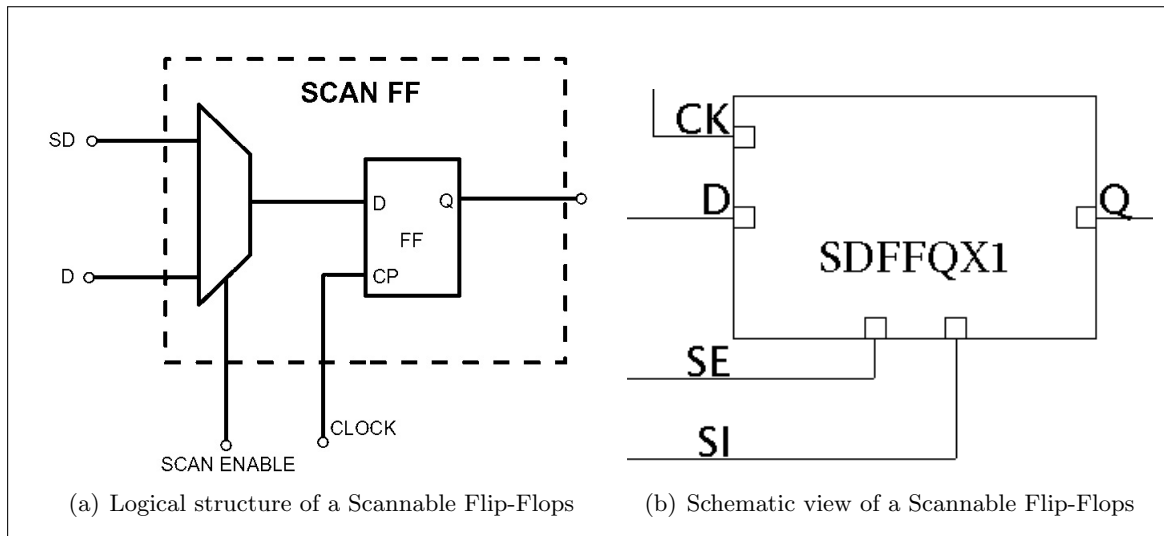 SCAN FF
SD
D
Q
FF
D
CP
CLOCK
SCAN ENABLE
(a) Logical structure of a Scannable Flip-Flops
CK
D
Q
SDFFQX1
SE
SI
(b) Schematic view of a Scannable Flip-Flops